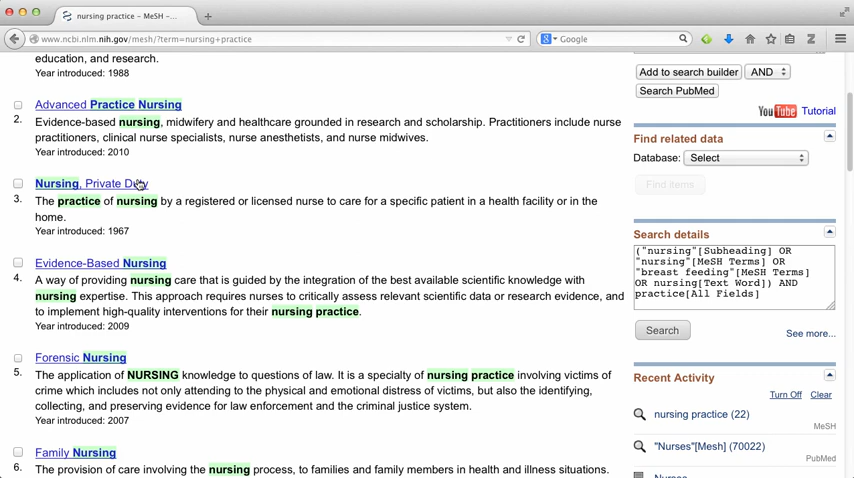 nursing practice – MeSH –...
www.ncbi.nlm.nih.gov/mesh/?term=nursing+practice
Google
education, and research.
Year introduced: 1988
Advanced Practice Nursing
2. Evidence-based nursing, midwifery and healthcare grounded in research and scholarship. Practitioners include nurse
practitioners, clinical nurse specialists, nurse anesthetists, and nurse midwives.
Year introduced: 2010
Nursing, Private Duty
3. The practice of nursing by a registered or licensed nurse to care for a specific patient in a health facility or in the
home.
Year introduced: 1967
Evidence-Based Nursing
4. A way of providing nursing care that is guided by the integration of the best available scientific knowledge with
nursing expertise. This approach requires nurses to critically assess relevant scientific data or research evidence, and
to implement high-quality interventions for their nursing practice.
Year introduced: 2009
Forensic Nursing
5. The application of NURSING knowledge to questions of law. It is a specialty of nursing practice involving victims of
crime which includes not only attending to the physical and emotional distress of victims, but also the identifying,
collecting, and preserving evidence for law enforcement and the criminal justice system.
Year introduced: 2007
Family Nursing
6. The provision of care involving the nursing process, to families and family members in health and illness situations.
Add to search builder AND
Search PubMed
YouTube Tutorial
Find related data
Database: Select
Find items
Search details
("nursing"[Subheading] OR
"nursing"[MeSH Terms] OR
"breast feeding"[MeSH Terms]
OR nursing[Text Word]) AND
practice[All Fields]
Search
See more...
Recent Activity
Turn Off Clear
nursing practice (22)
MeSH
"Nurses"[Mesh] (70022)
PubMed
Nurses